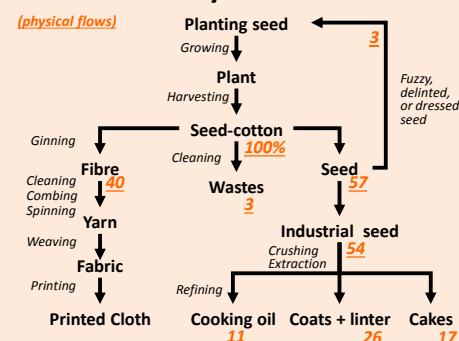 (physical flows)
Planting seed
3
Growing
Plant
Fuzzy,
delinted,
or dressed
seed
Harvesting
Seed-cotton
100%
Ginning
Cleaning
Fibre
40
Wastes
3
Seed
57
Cleaning
Combing
Spinning
Yarn
Industrial seed
54
Weaving
Crushing
Extraction
Fabric
Printing
Refining
Printed Cloth
Cooking oil
11
Coats + linter
26
Cakes
17